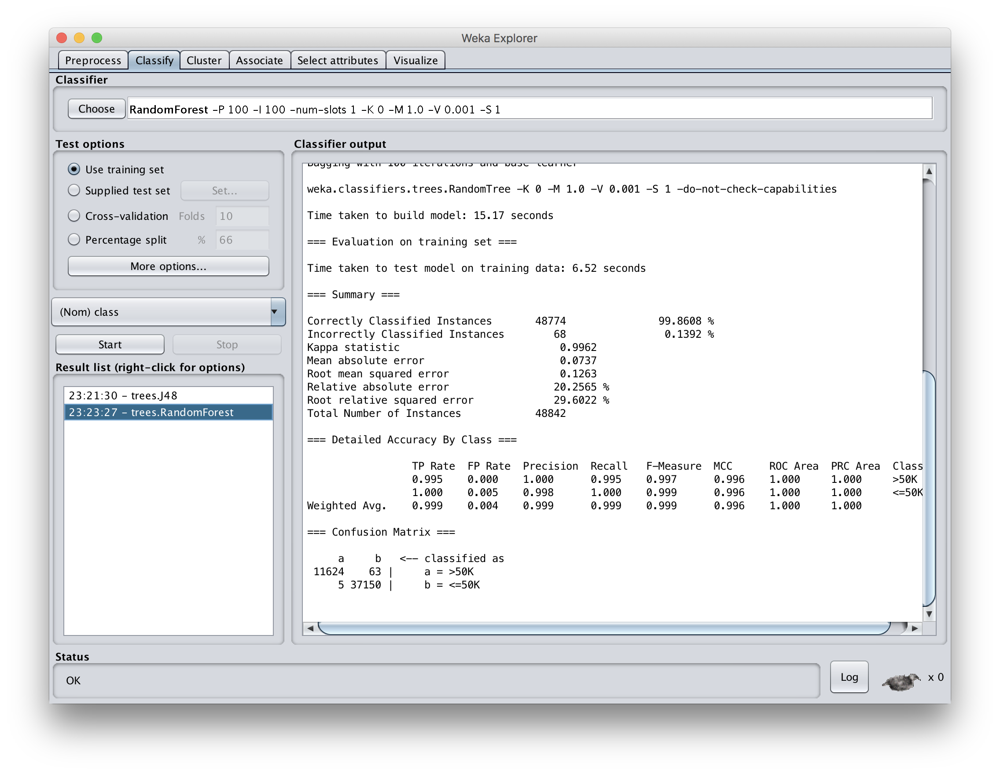 Weka Explorer
Preprocess Classify Cluster Associate Select attributes Visualize
Classifier
Choose RandomForest -P 100 -I 100 -num-slots 1 -K 0 -M 1.0 -V 0.001 -S 1
Test options
Use training set
Supplied test set Set...
Cross-validation Folds 10
Percentage split % 66
More options...
(Nom) class
Start Stop
Result list (right-click for options)
23:21:30 - trees.J48
23:23:27 - trees.RandomForest
Classifier output
Bagging with 100 iterations and base learner
weka.classifiers.trees.RandomTree -K 0 -M 1.0 -V 0.001 -S 1 -do-not-check-capabilities
Time taken to build model: 15.17 seconds
=== Evaluation on training set ===
Time taken to test model on training data: 6.52 seconds
=== Summary ===
Correctly Classified Instances 48774 99.8608 %
Incorrectly Classified Instances 68 0.1392 %
Kappa statistic 0.9962
Mean absolute error 0.0737
Root mean squared error 0.1263
Relative absolute error 20.2565 %
Root relative squared error 29.6022 %
Total Number of Instances 48842
=== Detailed Accuracy By Class ===
TP Rate FP Rate Precision Recall F-Measure MCC ROC Area PRC Area Class
0.995 0.000 1.000 0.995 0.997 0.996 1.000 1.000 >50K
1.000 0.005 0.998 1.000 0.999 0.996 1.000 1.000 <=50K
Weighted Avg. 0.999 0.004 0.999 0.999 0.999 0.996 1.000 1.000
=== Confusion Matrix ===
a b <-- classified as
11624 63 | a = >50K
5 37150 | b = <=50K
Status
OK
Log x 0